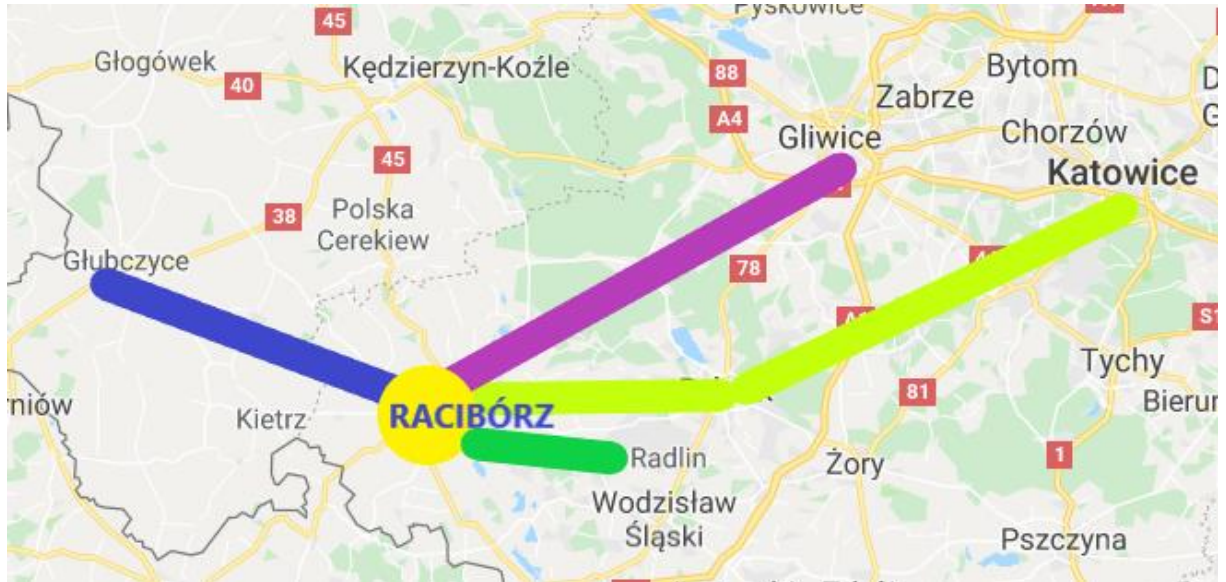 45
Pyskowice
Głogówek
Kędzierzyn-Koźle
88
Bytom
40
Zabrze
A4
Gliwice
Chorzów
45
Katowice
38
Polska
Cerekiew
Głubczyce
78
S1
Tychy
81
RACIBÓRZ
Kietrz
Radlin
Żory
1
Wodzisław
Śląski
Pszczyna